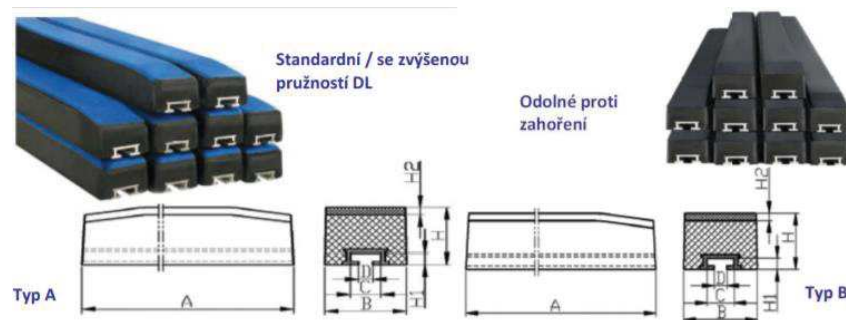 Standardní / se zvýšenou
pružností DL
Odolné proti
zahoření
H2
H
H1
D
C
B
A
Typ A
H2
H
H1
D
C
B
A
Typ B